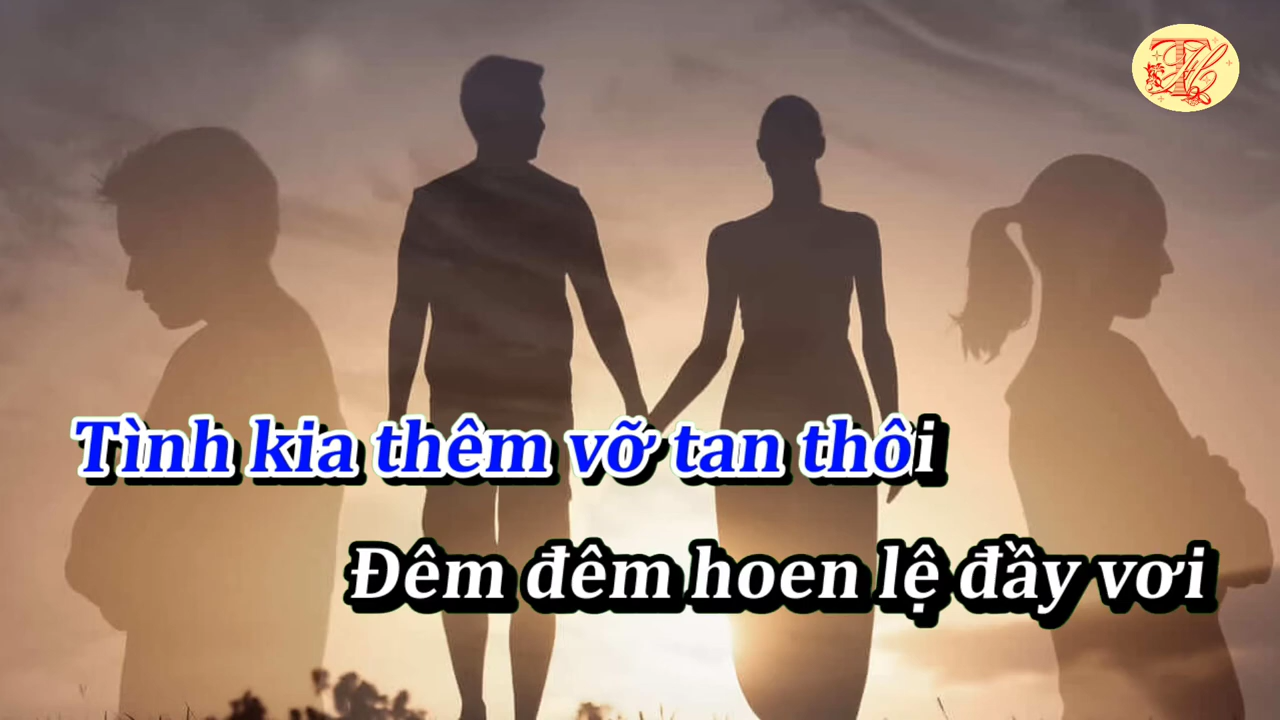 Tình kia thêm vỡ tan thôi
Đêm đêm hoen lệ đầy vơi